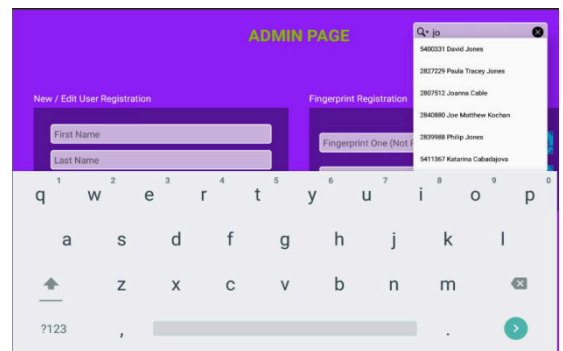 ADMIN PAGE
jo
5400331 David Jones
2827229 Paula Tracey Jones
2807512 Joanna Cable
2840880 Joe Matthew Kochan
2839988 Philip Jones
5411367 Katarina Cabadajova
New / Edit User Registration
Fingerprint Registration
First Name
Last Name
Fingerprint One (Not
1 2 3 4 5 6 7 8 9 0
q w e r t y u i o p
a s d f g h j k l
z x c v b n m
?123 , .